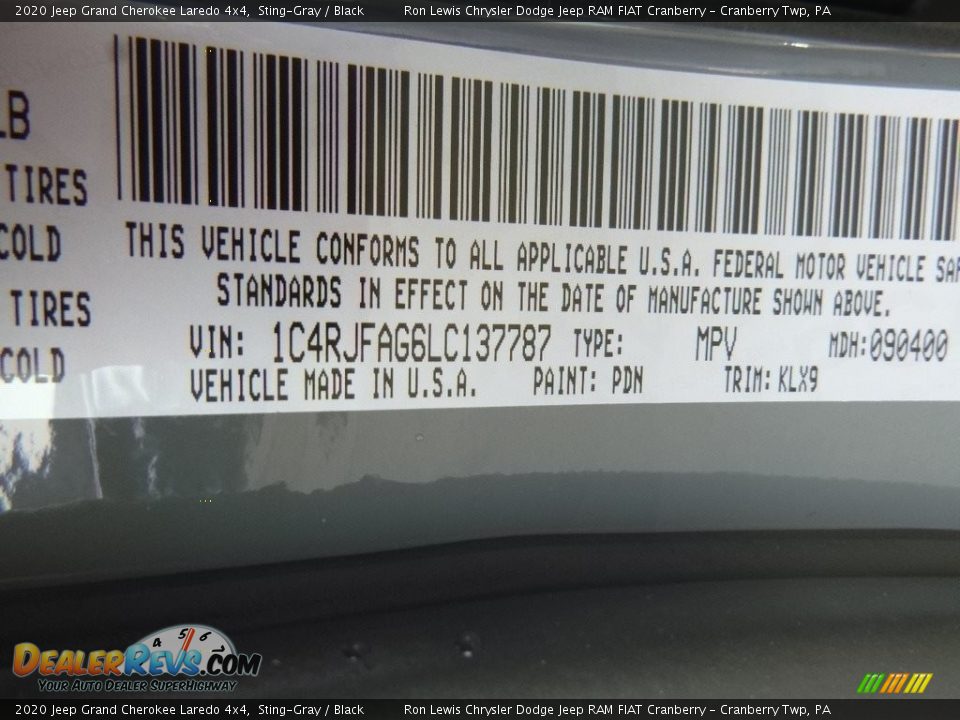 2020 Jeep Grand Cherokee Laredo 4x4, Sting-Gray / Black Ron Lewis Chrysler Dodge Jeep RAM FIAT Cranberry - Cranberry Twp, PA
LB
TIRES
COLD
TIRES
COLD
THIS VEHICLE CONFORMS TO ALL APPLICABLE U.S.A. FEDERAL MOTOR VEHICLE SAF
STANDARDS IN EFFECT ON THE DATE OF MANUFACTURE SHOWN ABOVE.
VIN: 1C4RJFAG6LC137787 TYPE: MPV MDH:090400
VEHICLE MADE IN U.S.A. PAINT: PDN TRIM: KLX9
4 5 6
DEALERREVS.COM
YOUR AUTO DEALER SUPERHIGHWAY
2020 Jeep Grand Cherokee Laredo 4x4, Sting-Gray / Black Ron Lewis Chrysler Dodge Jeep RAM FIAT Cranberry - Cranberry Twp, PA